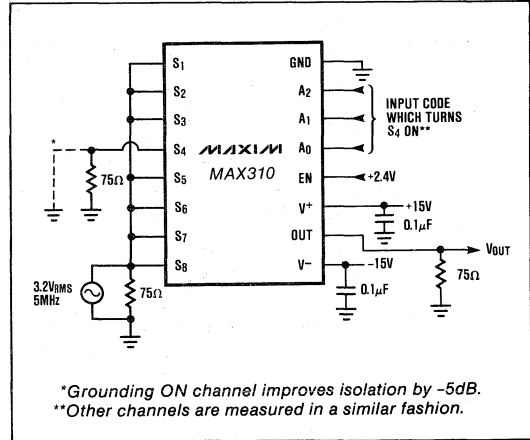 S1
S2
S3
S4
S5
S6
S7
S8
MAXIM
MAX310
GND
A2
A1
A0
EN
V+
OUT
V−
INPUT CODE
WHICH TURNS
S4 ON**
+2.4V
+15V
0.1μF
VOUT
75Ω
−15V
0.1μF
*
75Ω
3.2VRMS
5MHz
75Ω
*Grounding ON channel improves isolation by –5dB.
**Other channels are measured in a similar fashion.